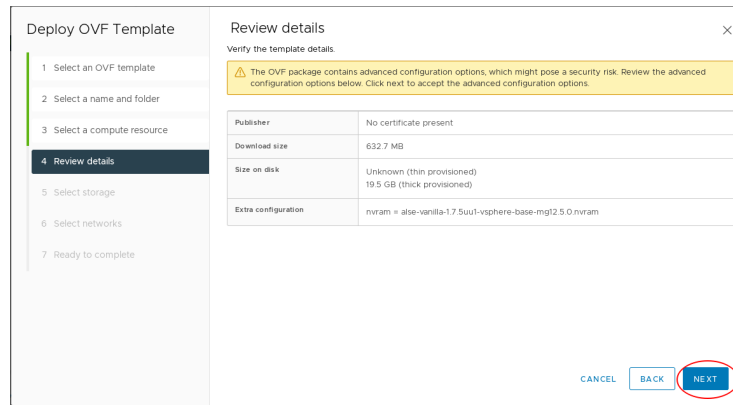 Deploy OVF Template
1 Select an OVF template
2 Select a name and folder
3 Select a compute resource
4 Review details
5 Select storage
6 Select networks
7 Ready to complete
Review details
Verify the template details.
The OVF package contains advanced configuration options, which might pose a security risk. Review the advanced
configuration options below. Click next to accept the advanced configuration options.
Publisher No certificate present
Download size 632.7 MB
Size on disk Unknown (thin provisioned)
19.5 GB (thick provisioned)
Extra configuration nvram = alse-vanilla-1.7.5uu1-vsphere-base-mg12.5.0.nvram
CANCEL BACK NEXT